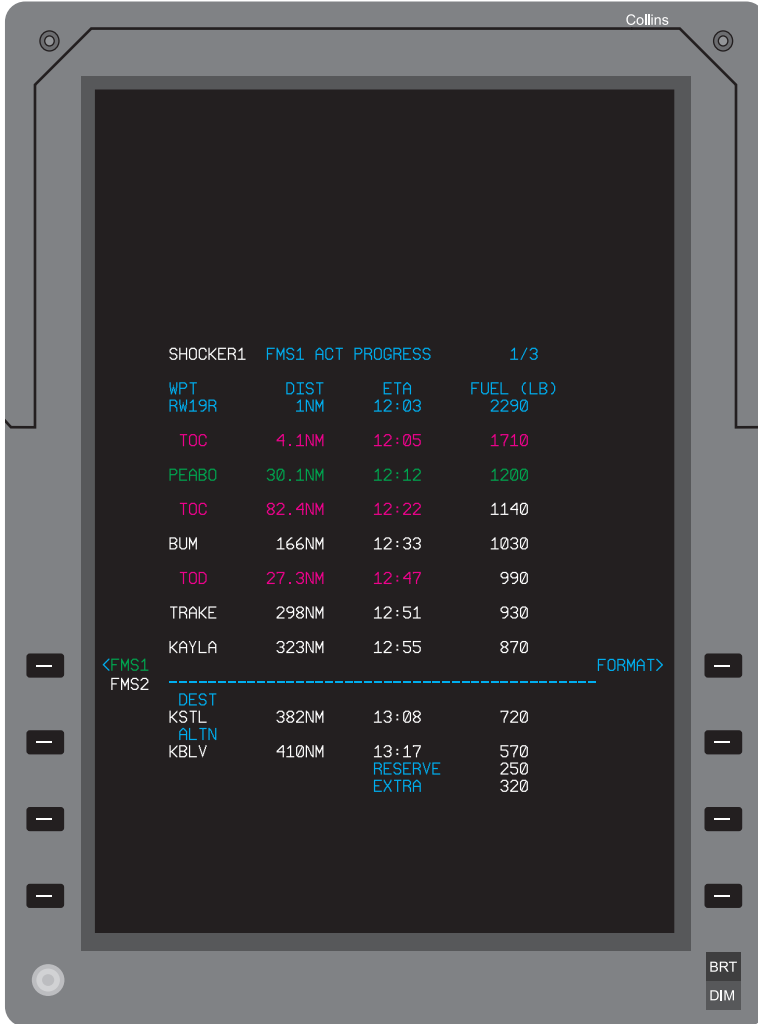 Collins
SHOCKER1 FMS1 ACT PROGRESS 1/3
WPT DIST ETA FUEL (LB)
RW19R 1NM 12:03 2290
TOC 4.1NM 12:05 1710
PEABO 30.1NM 12:12 1200
TOC 82.4NM 12:22 1140
BUM 166NM 12:33 1030
TOD 27.3NM 12:47 990
TRAKE 298NM 12:51 930
KAYLA 323NM 12:55 870
<FMS1 FORMAT>
FMS2 --------------------------------------------
DEST
KSTL 382NM 13:08 720
ALTN
KBLV 410NM 13:17 570
RESERVE 250
EXTRA 320
BRT
DIM